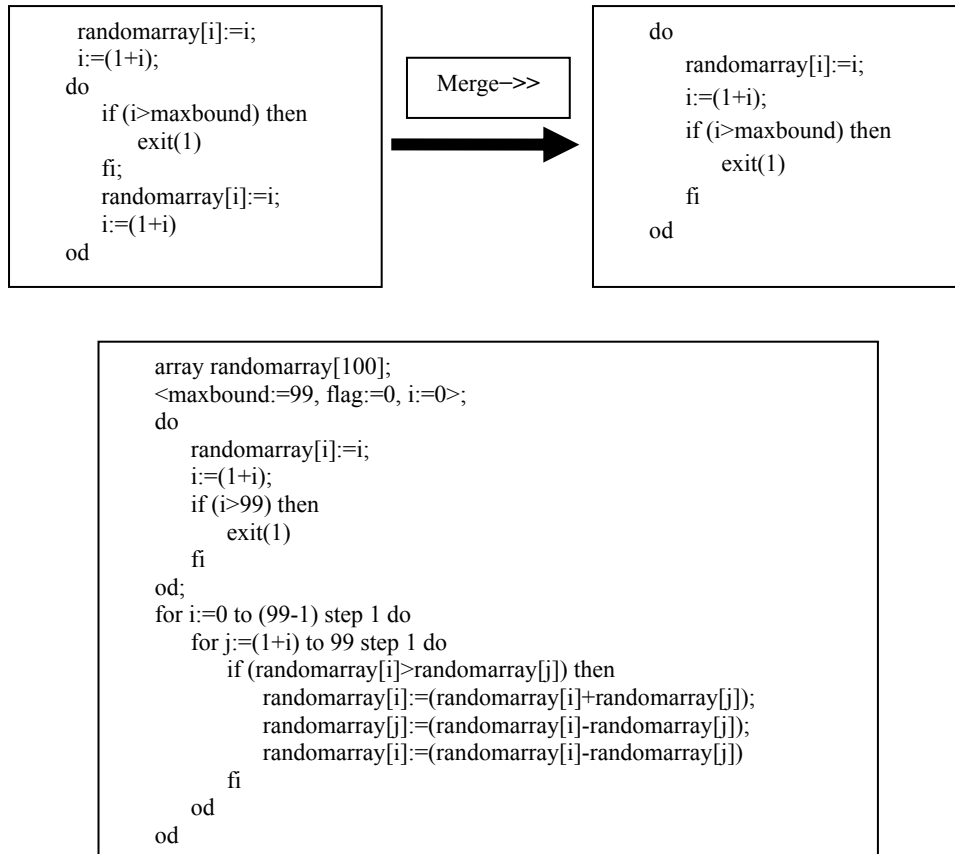 randomarray[i]:=i;
i:=(1+i);
do
if (i>maxbound) then
exit(1)
fi;
randomarray[i]:=i;
i:=(1+i)
od
Merge−>>
do
randomarray[i]:=i;
i:=(1+i);
if (i>maxbound) then
exit(1)
fi
od
array randomarray[100];
<maxbound:=99, flag:=0, i:=0>;
do
randomarray[i]:=i;
i:=(1+i);
if (i>99) then
exit(1)
fi
od;
for i:=0 to (99-1) step 1 do
for j:=(1+i) to 99 step 1 do
if (randomarray[i]>randomarray[j]) then
randomarray[i]:=(randomarray[i]+randomarray[j]);
randomarray[j]:=(randomarray[i]-randomarray[j]);
randomarray[i]:=(randomarray[i]-randomarray[j])
fi
od
od